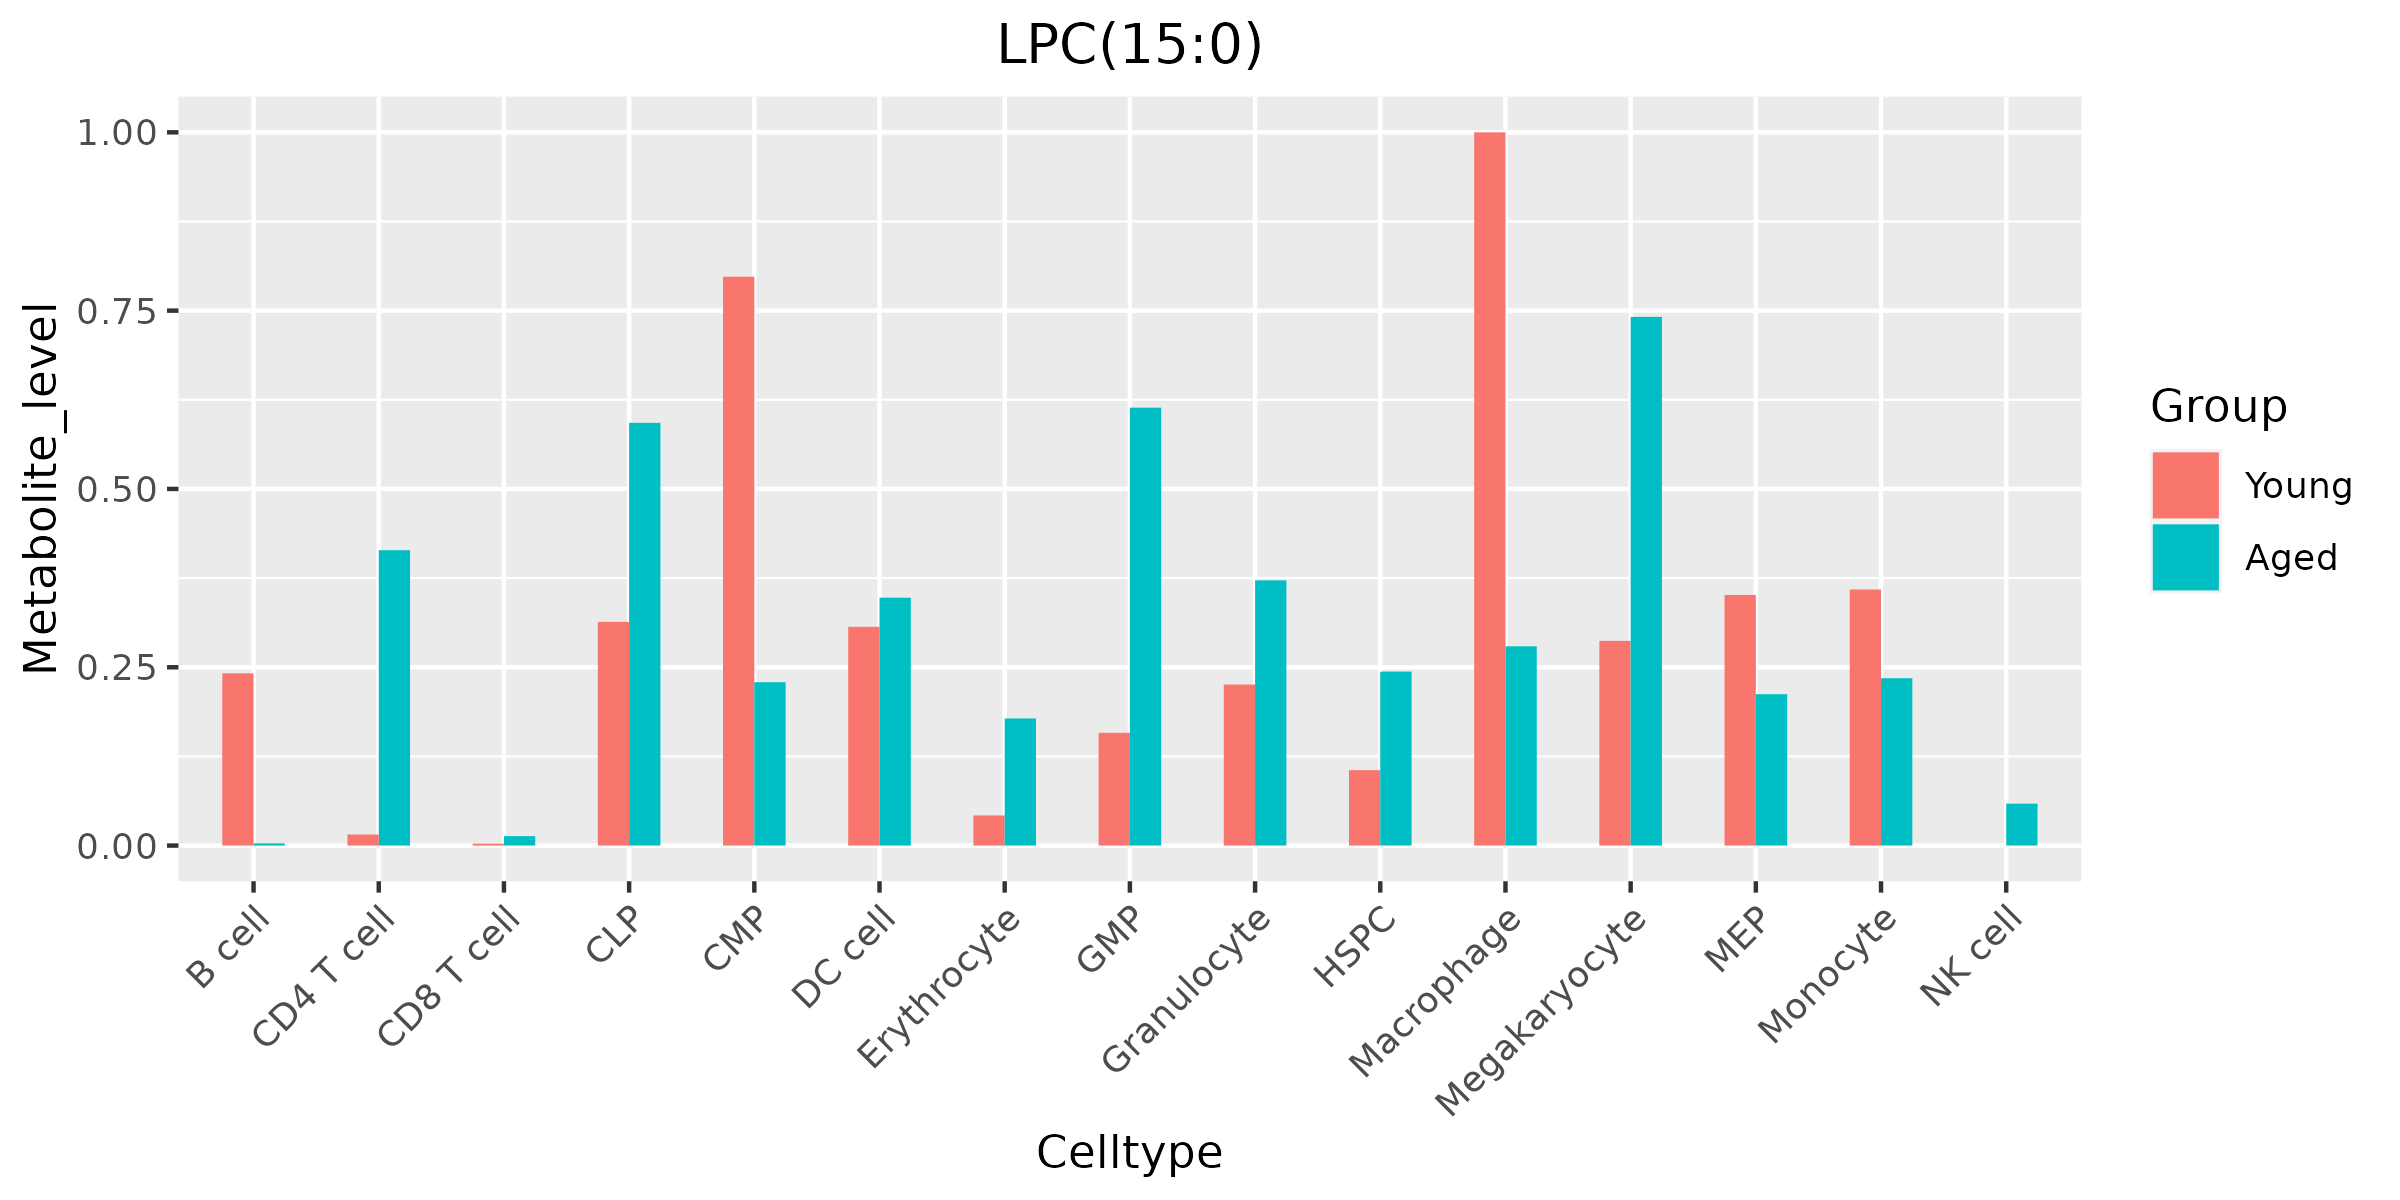 LPC(15:0)
Metabolite_level
1.00
0.75
0.50
0.25
0.00
B cell
CD4 T cell
CD8 T cell
CLP
CMP
DC cell
Erythrocyte
GMP
Granulocyte
HSPC
Macrophage
Megakaryocyte
MEP
Monocyte
NK cell
Celltype
Group
Young
Aged